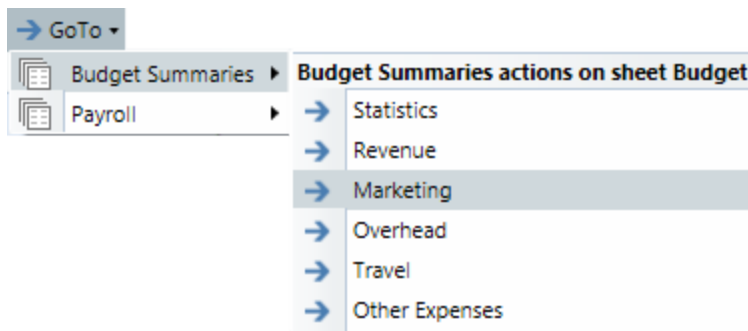 GoTo
Budget Summaries
Payroll
Budget Summaries actions on sheet Budget
Statistics
Revenue
Marketing
Overhead
Travel
Other Expenses